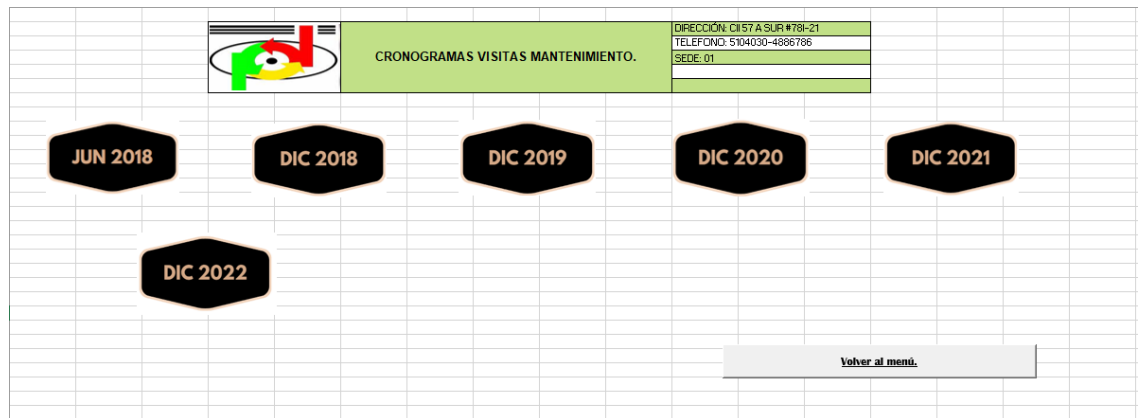 CRONOGRAMAS VISITAS MANTENIMIENTO.
DIRECCIÓN: Cll 57 A SUR #78I-21
TELEFONO: 5104030-4886786
SEDE: 01
JUN 2018
DIC 2018
DIC 2019
DIC 2020
DIC 2021
DIC 2022
Volver al menú.